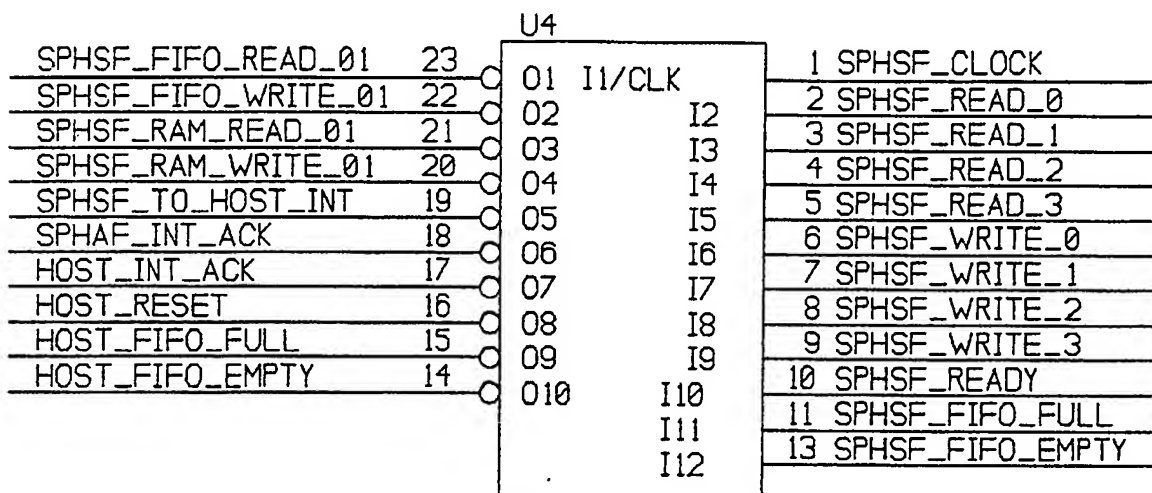 U4
SPHSF_FIFO_READ_01 23 O1 I1/CLK 1 SPHSF_CLOCK
SPHSF_FIFO_WRITE_01 22 O2 I2 2 SPHSF_READ_0
SPHSF_RAM_READ_01 21 O3 I3 3 SPHSF_READ_1
SPHSF_RAM_WRITE_01 20 O4 I4 4 SPHSF_READ_2
SPHSF_TO_HOST_INT 19 O5 I5 5 SPHSF_READ_3
SPHAF_INT_ACK 18 O6 I6 6 SPHSF_WRITE_0
HOST_INT_ACK 17 O7 I7 7 SPHSF_WRITE_1
HOST_RESET 16 O8 I8 8 SPHSF_WRITE_2
HOST_FIFO_FULL 15 O9 I9 9 SPHSF_WRITE_3
HOST_FIFO_EMPTY 14 O10 I10 10 SPHSF_READY
I11 11 SPHSF_FIFO_FULL
I12 13 SPHSF_FIFO_EMPTY